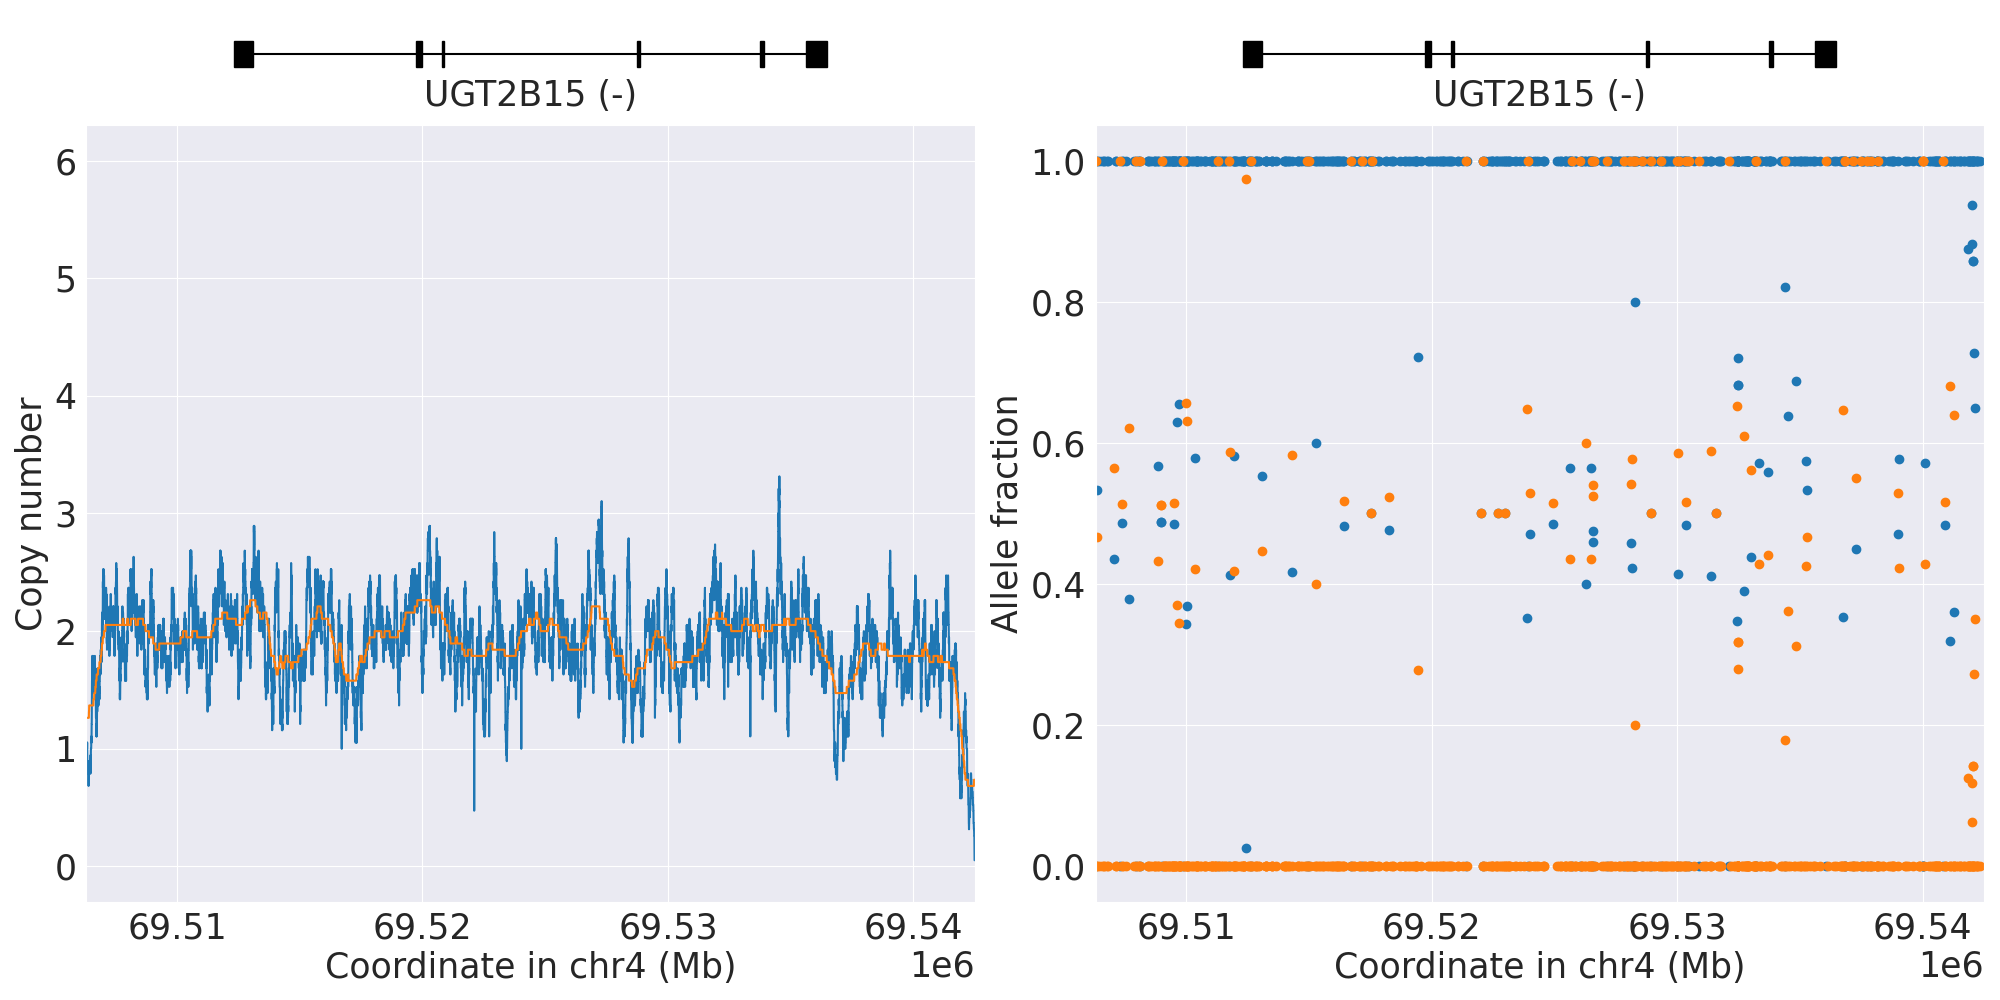 UGT2B15 (-)
6
5
4
3
2
1
0
Copy number
69.51 69.52 69.53 69.54
Coordinate in chr4 (Mb) 1e6
UGT2B15 (-)
1.0
0.8
0.6
0.4
0.2
0.0
Allele fraction
69.51 69.52 69.53 69.54
Coordinate in chr4 (Mb) 1e6